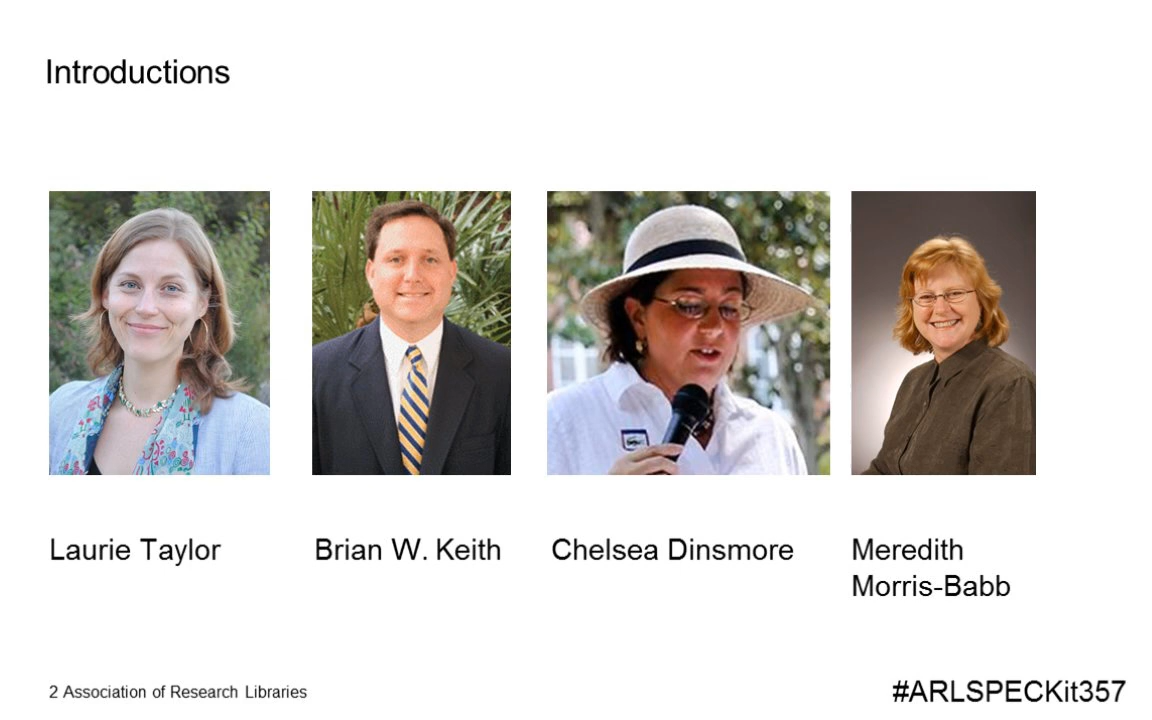 Introductions
Laurie Taylor
Brian W. Keith
Chelsea Dinsmore
Meredith
Morris-Babb
2 Association of Research Libraries
#ARLSPECKit357